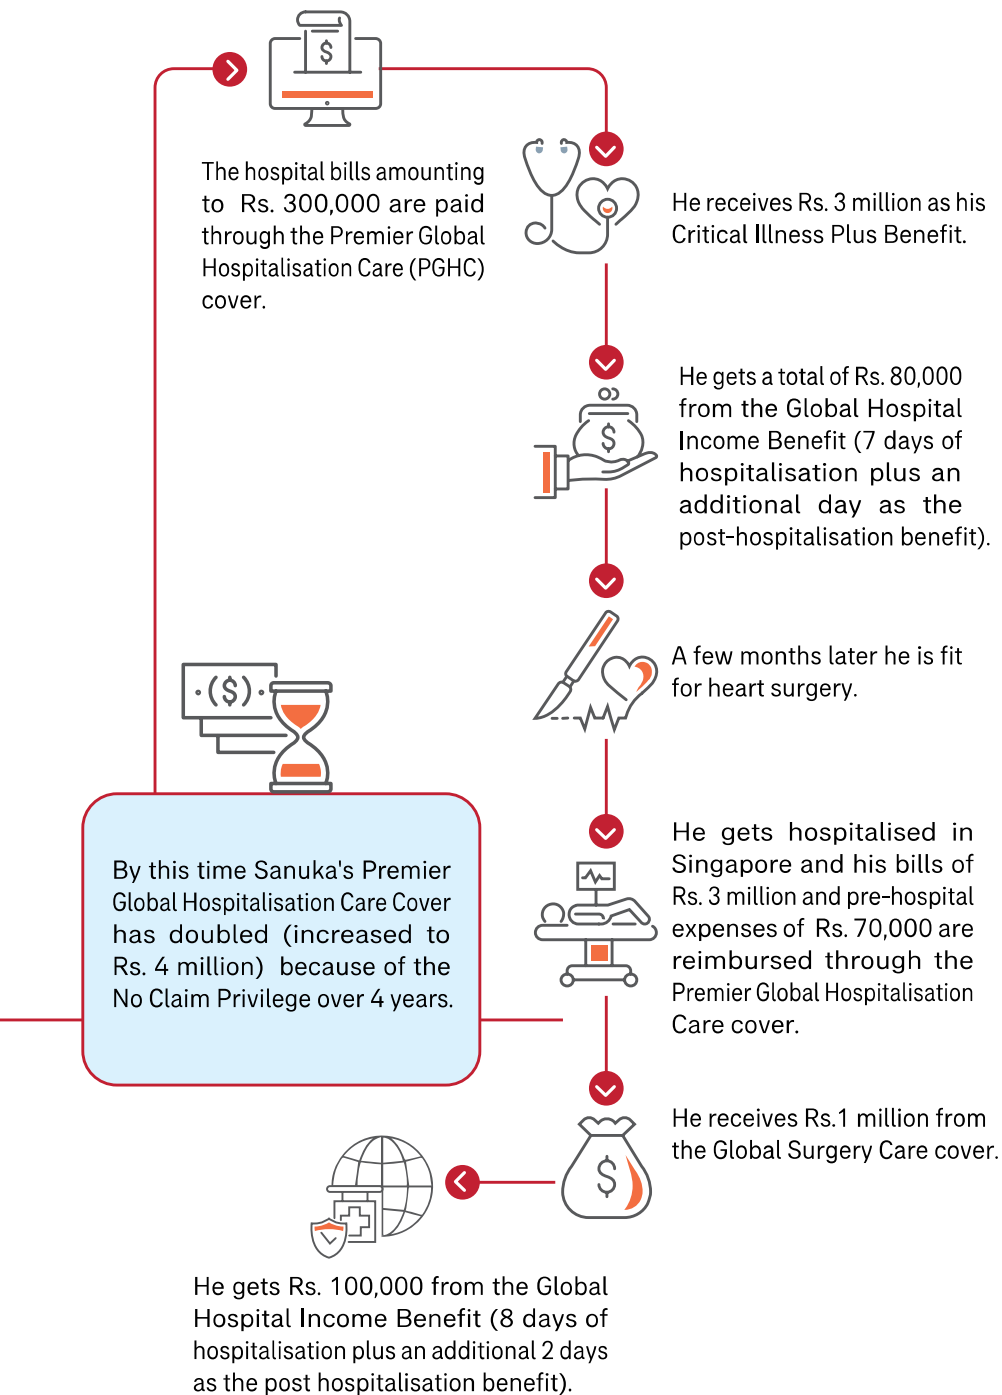 By this time Sanuka's Premier
Global Hospitalisation Care Cover
has doubled (increased to
Rs. 4 million) because of the
No Claim Privilege over 4 years.
($)
$
The hospital bills amounting
to Rs. 300,000 are paid
through the Premier Global
Hospitalisation Care (PGHC)
cover.
He receives Rs. 3 million as his
Critical Illness Plus Benefit.
$
He gets a total of Rs. 80,000
from the Global Hospital
Income Benefit (7 days of
hospitalisation plus an
additional day as the
post-hospitalisation benefit).
A few months later he is fit
for heart surgery.
He gets hospitalised in
Singapore and his bills of
Rs. 3 million and pre-hospital
expenses of Rs. 70,000 are
reimbursed through the
Premier Global Hospitalisation
Care cover.
$
He receives Rs.1 million from
the Global Surgery Care cover.
He gets Rs. 100,000 from the Global
Hospital Income Benefit (8 days of
hospitalisation plus an additional 2 days
as the post hospitalisation benefit).